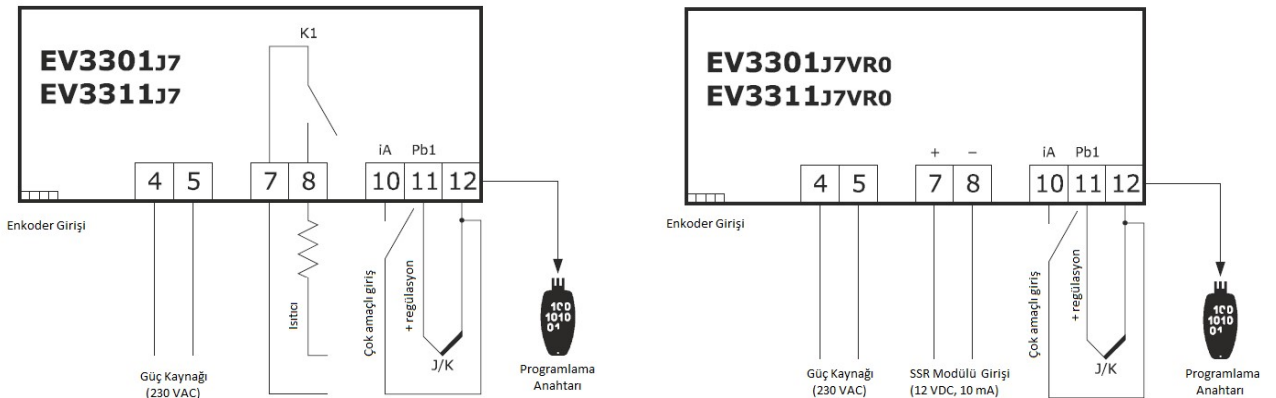 K1
EV3301J7
EV3311J7
iA Pb1
4 5 7 8 10 11 12
Enkoder Girişi
Isıtıcı
Çok amaçlı giriş
+ regülasyon
J/K
100
1010
01
Güç Kaynağı
(230 VAC)
Programlama
Anahtarı
EV3301J7VR0
EV3311J7VR0
+ −
iA Pb1
4 5 7 8 10 11 12
Enkoder Girişi
Çok amaçlı giriş
+ regülasyon
J/K
100
1010
01
Güç Kaynağı
(230 VAC)
SSR Modülü Girişi
(12 VDC, 10 mA)
Programlama
Anahtarı